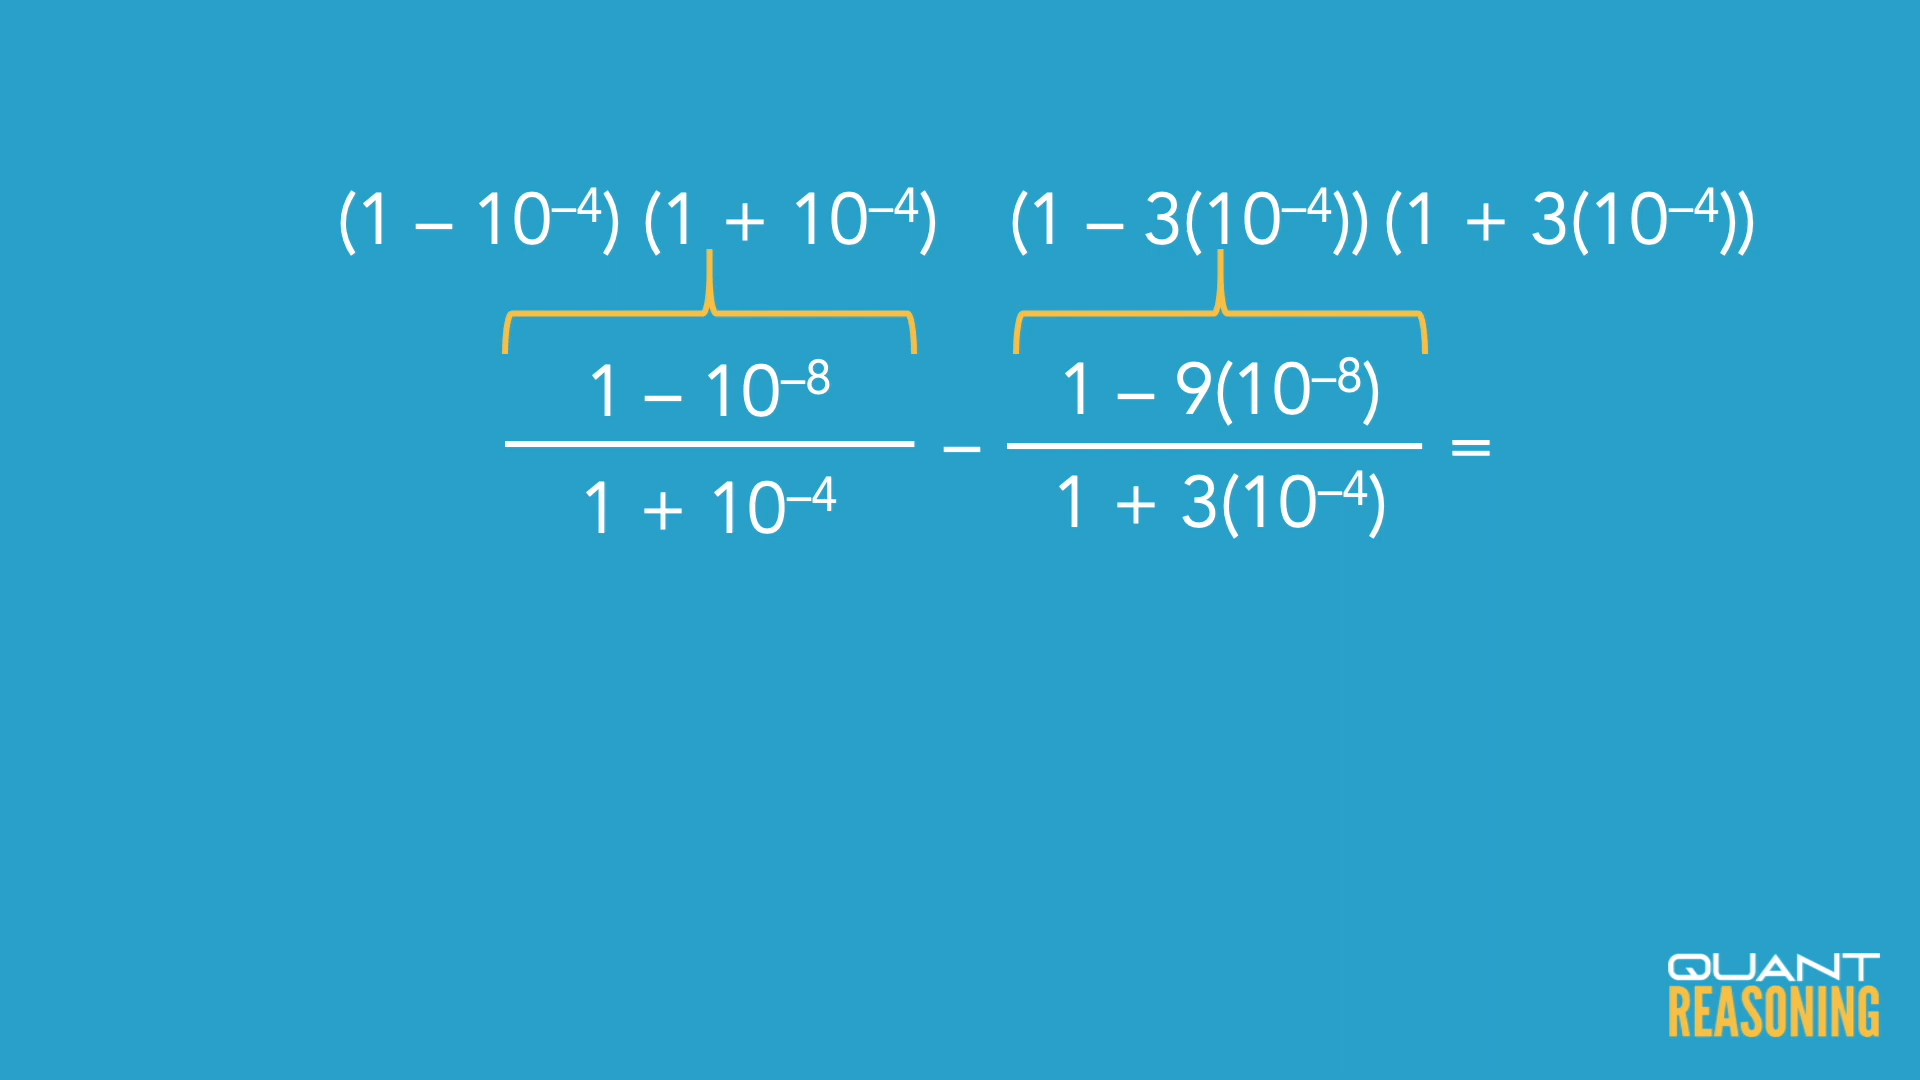 (1 – 10⁻⁴) (1 + 10⁻⁴) (1 – 3(10⁻⁴)) (1 + 3(10⁻⁴))
1 – 10⁻⁸
1 + 10⁻⁴
–
1 – 9(10⁻⁸)
1 + 3(10⁻⁴)
=
QUANT
REASONING